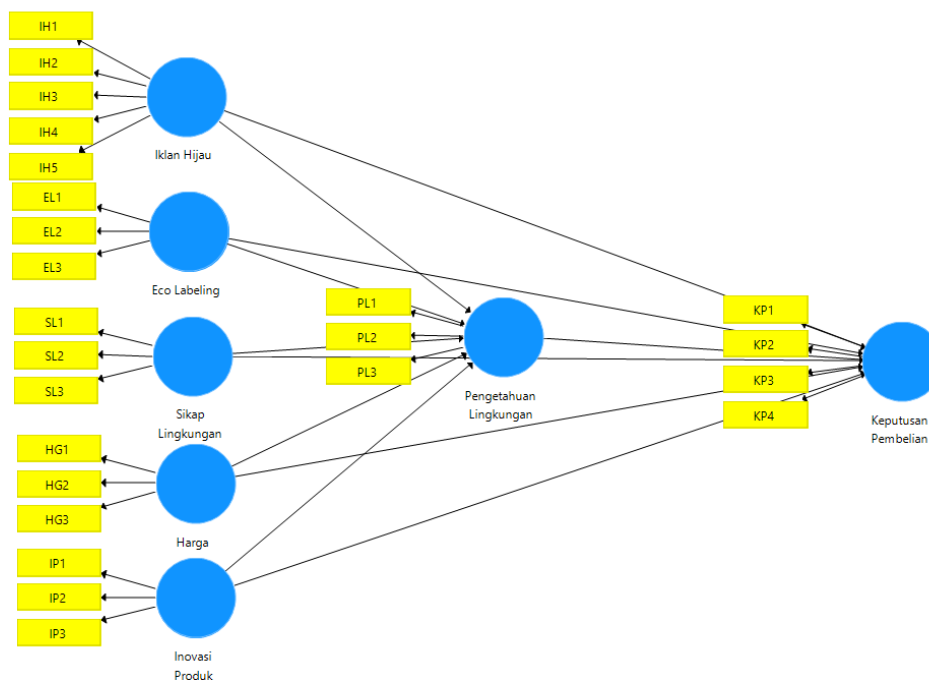 IH1
IH2
IH3
IH4
IH5
Iklan Hijau
EL1
EL2
EL3
Eco Labeling
SL1
SL2
SL3
Sikap
Lingkungan
HG1
HG2
HG3
Harga
IP1
IP2
IP3
Inovasi
Produk
PL1
PL2
PL3
Pengetahuan
Lingkungan
KP1
KP2
KP3
KP4
Keputusan
Pembelian